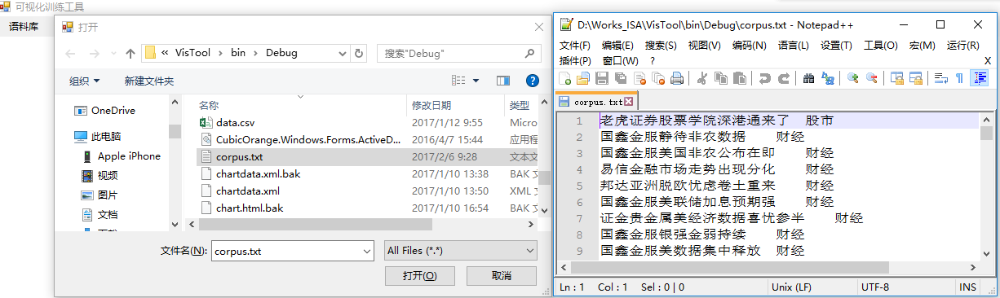 可视化训练工具
语料库
打开
« VisTool › bin › Debug
搜索"Debug"
组织
新建文件夹
OneDrive
此电脑
Apple iPhone
视频
图片
文档
名称 修改日期 类型
data.csv 2017/1/12 9:55 Micro
CubicOrange.Windows.Forms.ActiveD... 2016/4/7 15:44 应用程
corpus.txt 2017/2/6 9:28 文本文
chartdata.xml.bak 2017/1/10 13:38 BAK 文
chartdata.xml 2017/1/10 13:50 XML 文
chart.html.bak 2017/1/10 16:54 BAK 文
文件名(N): corpus.txt All Files (*.*)
打开(O) 取消
D:\Works_ISA\VisTool\bin\Debug\corpus.txt - Notepad++
文件(F) 编辑(E) 搜索(S) 视图(V) 编码(N) 语言(L) 设置(T) 工具(O) 宏(M) 运行(R)
插件(P) 窗口(W) ? X
corpus.txt
1 老虎证券股票学院深港通来了 股市
2 国鑫金服静待非农数据 财经
3 国鑫金服美国非农公布在即 财经
4 易信金融市场走势出现分化 财经
5 邦达亚洲脱欧忧虑卷土重来 财经
6 国鑫金服美联储加息预期强 财经
7 证金贵金属美经济数据喜忧参半 财经
8 国鑫金服银强金弱持续 财经
9 国鑫金服美数据集中释放 财经
Ln : 1 Col : 1 Sel : 0 | 0 Unix (LF) UTF-8 INS